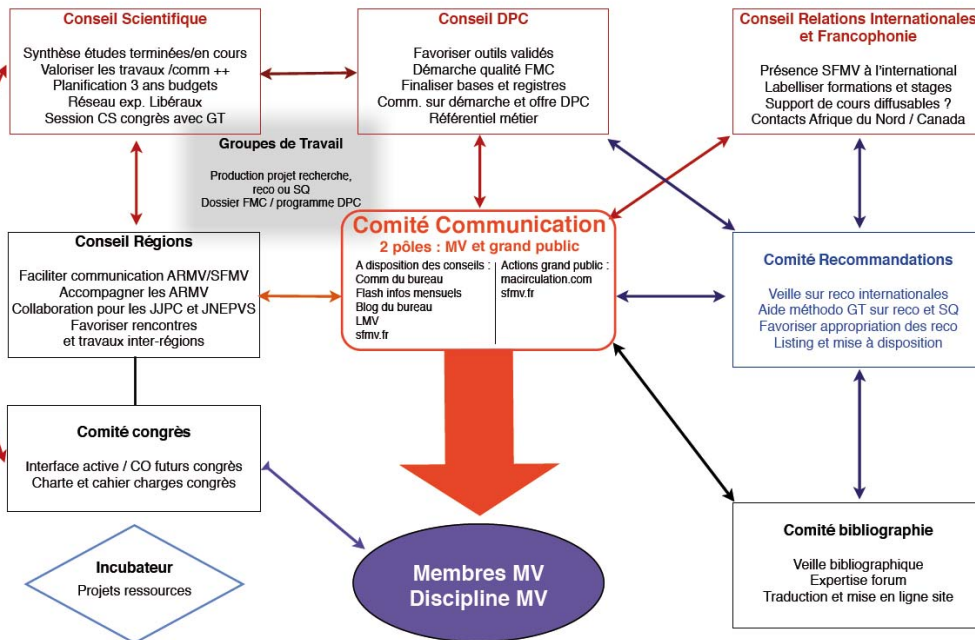 Conseil Scientifique
Synthèse études terminées/en cours
Valoriser les travaux /comm ++
Planification 3 ans budgets
Réseau exp. Libéraux
Session CS congrès avec GT
Conseil DPC
Favoriser outils validés
Démarche qualité FMC
Finaliser bases et registres
Comm. sur démarche et offre DPC
Référentiel métier
Conseil Relations Internationales
et Francophonie
Présence SFMV à l'international
Labelliser formations et stages
Support de cours diffusables ?
Contacts Afrique du Nord / Canada
Groupes de Travail
Production projet recherche,
reco ou SQ
Dossier FMC / programme DPC
Conseil Régions
Faciliter communication ARMV/SFMV
Accompagner les ARMV
Collaboration pour les JJPC et JNEPVS
Favoriser rencontres
et travaux inter-régions
Comité Communication
2 pôles : MV et grand public
A disposition des conseils :
Comm du bureau
Flash infos mensuels
Blog du bureau
LMV
sfmv.fr
Actions grand public :
macirculation.com
sfmv.fr
Comité Recommandations
Veille sur reco internationales
Aide méthodo GT sur reco et SQ
Favoriser appropriation des reco
Listing et mise à disposition
Comité congrès
Interface active / CO futurs congrès
Charte et cahier charges congrès
Incubateur
Projets ressources
Membres MV
Discipline MV
Comité bibliographie
Veille bibliographique
Expertise forum
Traduction et mise en ligne site